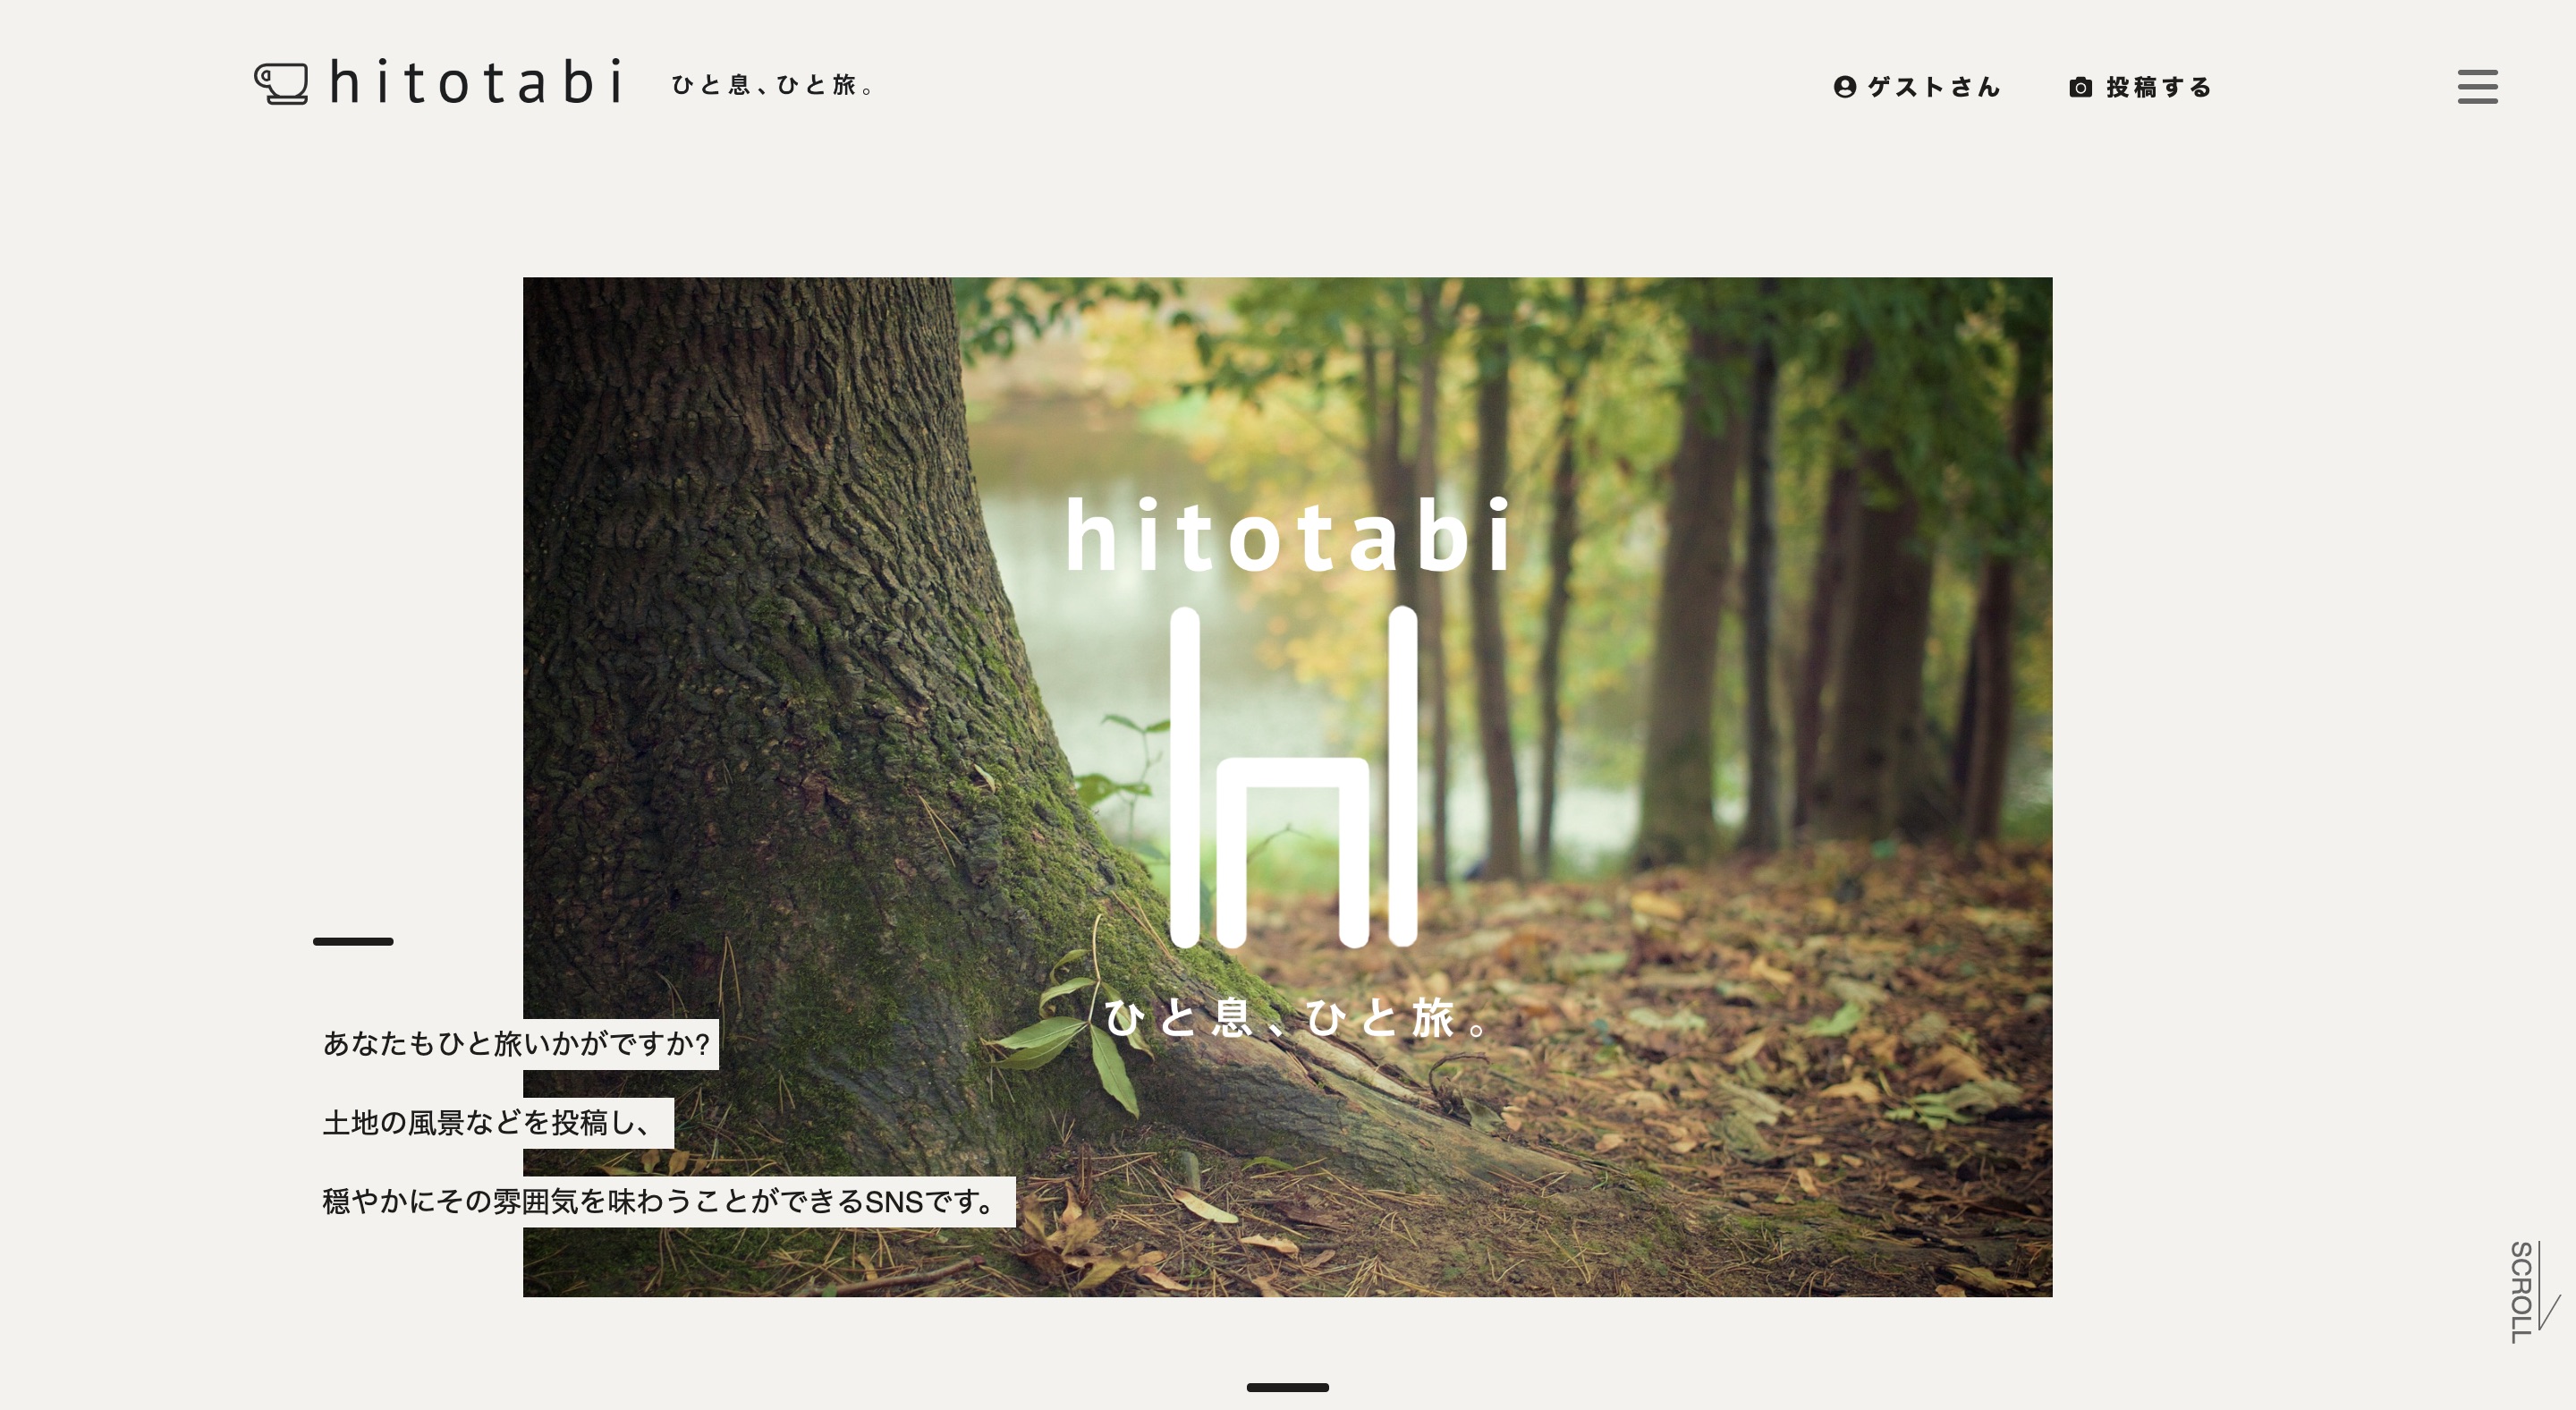 hitotabi ひと息、ひと旅。
ゲストさん
投稿する
hitotabi
ひと息、ひと旅。
あなたもひと旅いかがですか?
土地の風景などを投稿し、
穏やかにその雰囲気を味わうことができるSNSです。
SCROLL